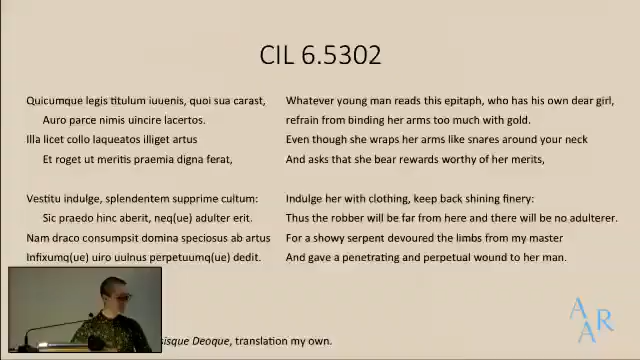 CIL 6.5302
Quicumque legis titulum iuuenis, quoi sua carast,
Auro parce nimis uincire lacertos.
Illa licet collo laqueatos illiget artus
Et roget ut meritis praemia digna ferat,
Vestitu indulge, splendentem supprime cultum:
Sic praedo hinc aberit, neq(ue) adulter erit.
Nam draco consumpsit domina speciosus ab artus
Infixumq(ue) uiro uulnus perpetuumq(ue) dedit.
Whatever young man reads this epitaph, who has his own dear girl,
refrain from binding her arms too much with gold.
Even though she wraps her arms like snares around your neck
And asks that she bear rewards worthy of her merits,
Indulge her with clothing, keep back shining finery:
Thus the robber will be far from here and there will be no adulterer.
For a showy serpent devoured the limbs from my master
And gave a penetrating and perpetual wound to her man.
sisque Deoque, translation my own.
A
A R